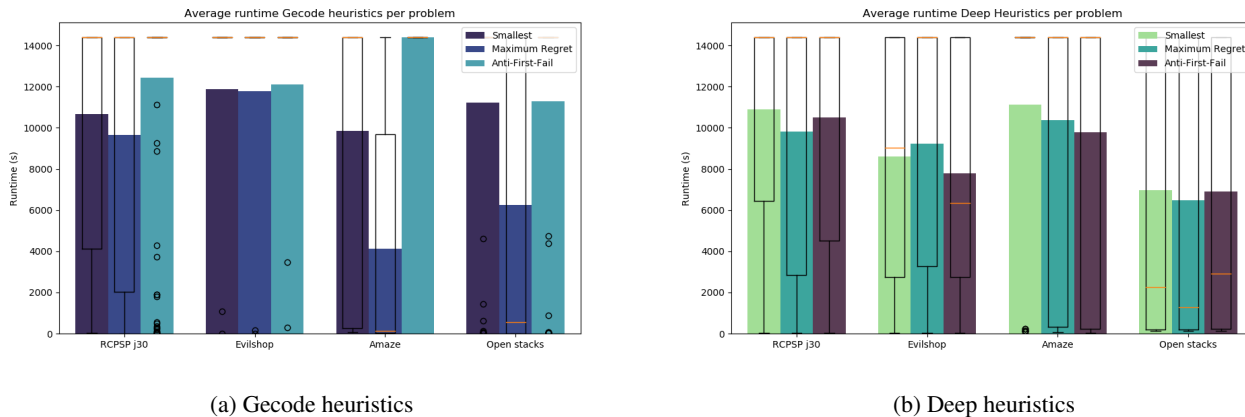 Average runtime Gecode heuristics per problem
14000
12000
10000
8000
6000
4000
2000
0
Runtime (s)
Smallest
Maximum Regret
Anti-First-Fail
RCPSP j30
Evilshop
Amaze
Open stacks
(a) Gecode heuristics
Average runtime Deep Heuristics per problem
14000
12000
10000
8000
6000
4000
2000
0
Runtime (s)
Smallest
Maximum Regret
Anti-First-Fail
RCPSP j30
Evilshop
Amaze
Open stacks
(b) Deep heuristics